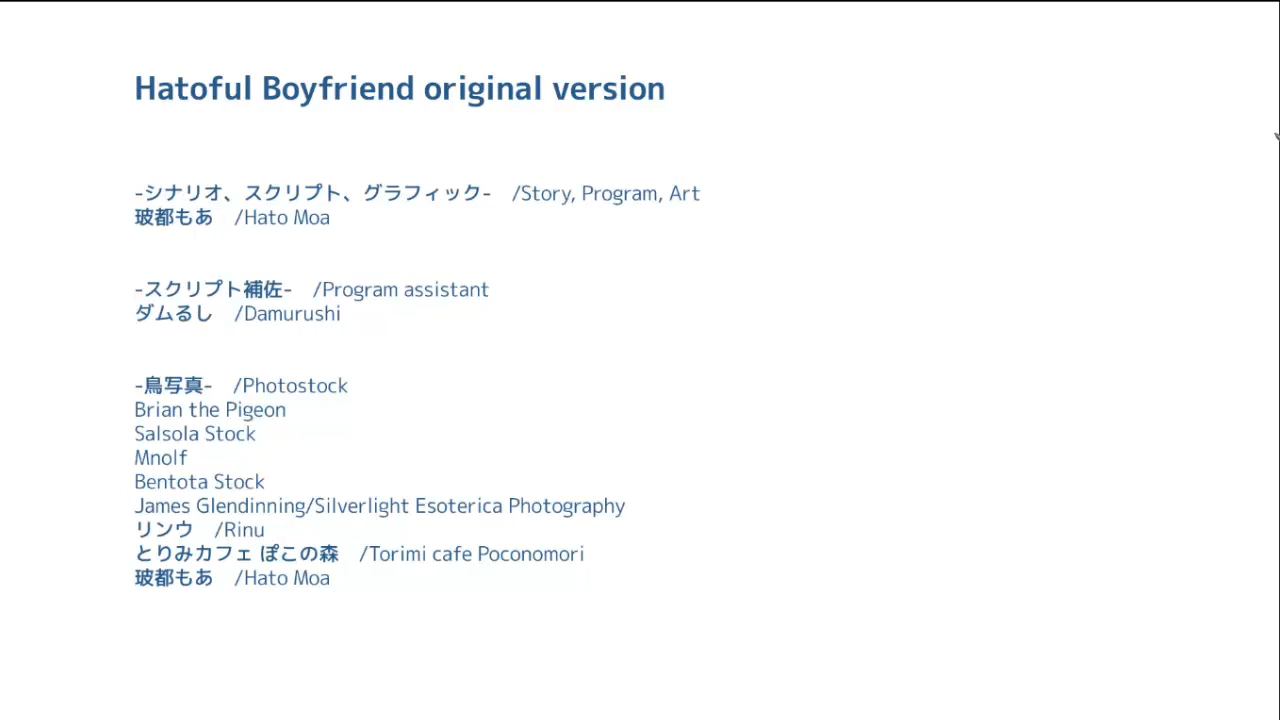 Hatoful Boyfriend original version
-シナリオ、スクリプト、グラフィック- /Story, Program, Art
玻都もあ /Hato Moa
-スクリプト補佐- /Program assistant
ダムるし /Damurushi
-鳥写真- /Photostock
Brian the Pigeon
Salsola Stock
Mnolf
Bentota Stock
James Glendinning/Silverlight Esoterica Photography
リンウ /Rinu
とりみカフェ ぽこの森 /Torimi cafe Poconomori
玻都もあ /Hato Moa